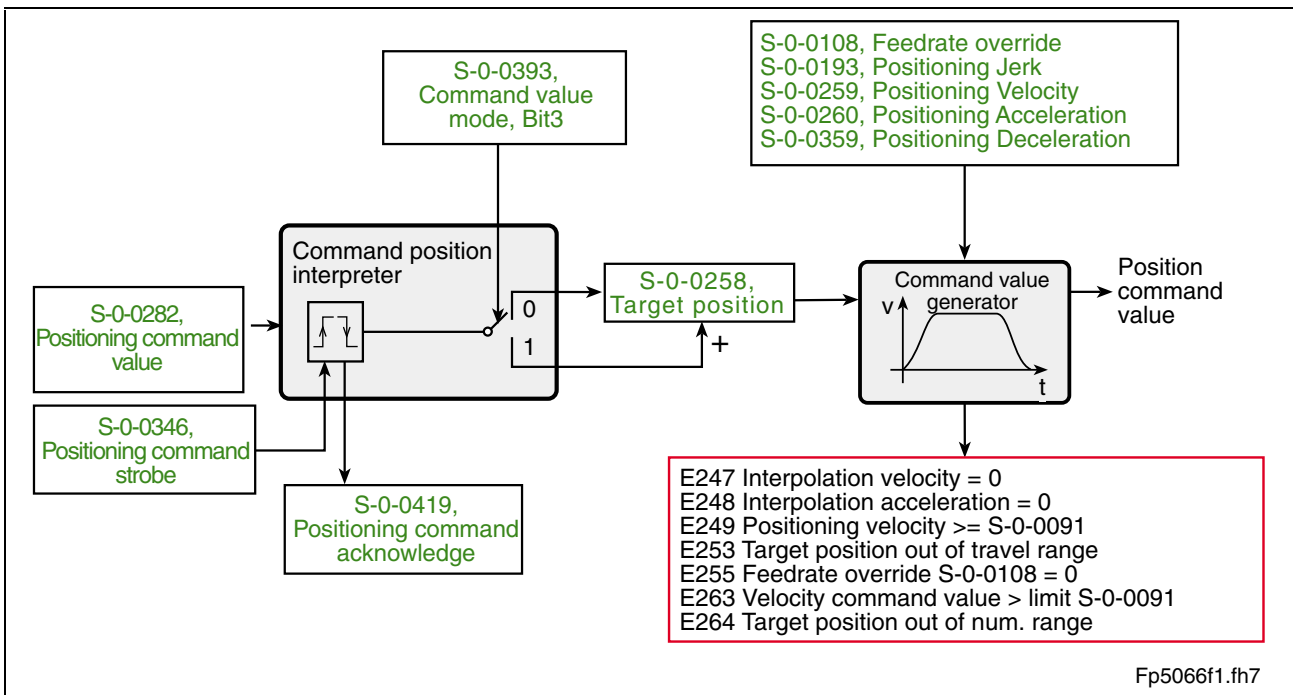 S-0-0393,
Command value
mode, Bit3
S-0-0108, Feedrate override
S-0-0193, Positioning Jerk
S-0-0259, Positioning Velocity
S-0-0260, Positioning Acceleration
S-0-0359, Positioning Deceleration
Command position
interpreter
0
1
S-0-0282,
Positioning command
value
S-0-0346,
Positioning command
strobe
S-0-0419,
Positioning command
acknowledge
S-0-0258,
Target position
+
Command value
generator
v
t
Position
command
value
E247 Interpolation velocity = 0
E248 Interpolation acceleration = 0
E249 Positioning velocity >= S-0-0091
E253 Target position out of travel range
E255 Feedrate override S-0-0108 = 0
E263 Velocity command value > limit S-0-0091
E264 Target position out of num. range
Fp5066f1.fh7